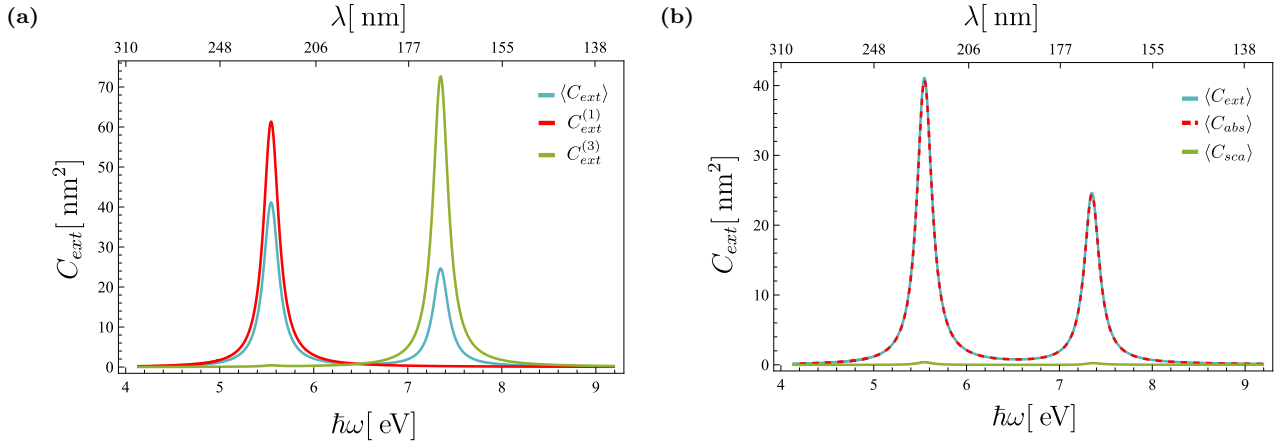 (a)
λ[ nm]
310 248 206 177 155 138
C_ext[ nm²]
70
60
50
40
30
20
10
0
⟨C_ext⟩
C_ext^(1)
C_ext^(3)
4 5 6 7 8 9
ħω[ eV]
(b)
λ[ nm]
310 248 206 177 155 138
C_ext[ nm²]
40
30
20
10
0
⟨C_ext⟩
⟨C_abs⟩
⟨C_sca⟩
4 5 6 7 8 9
ħω[ eV]